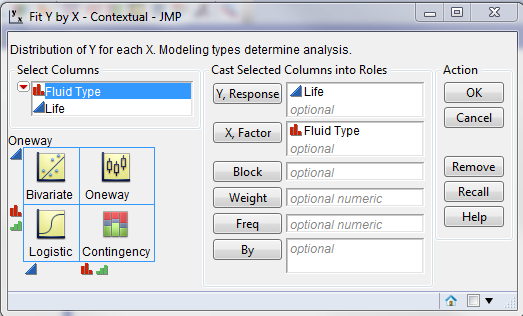 Fit Y by X - Contextual - JMP
Distribution of Y for each X. Modeling types determine analysis.
Select Columns
Fluid Type
Life
Oneway
Bivariate Oneway
Logistic Contingency
Cast Selected Columns into Roles
Y, Response
Life
optional
X, Factor
Fluid Type
optional
Block
optional
Weight
optional numeric
Freq
optional numeric
By
optional
Action
OK
Cancel
Remove
Recall
Help